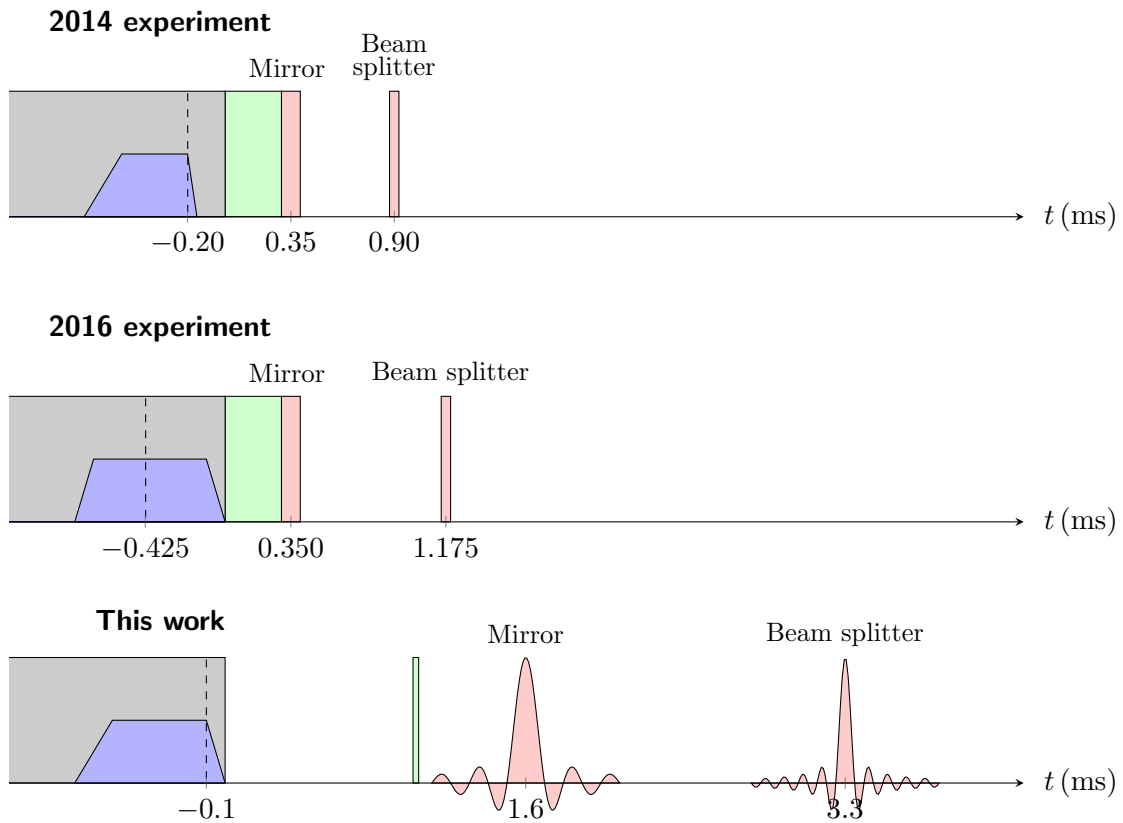 2014 experiment
Mirror
Beam
splitter
−0.20 0.35 0.90
t (ms)
2016 experiment
Mirror
Beam splitter
−0.425 0.350 1.175
t (ms)
This work
Mirror
Beam splitter
−0.1 1.6 3.3
t (ms)